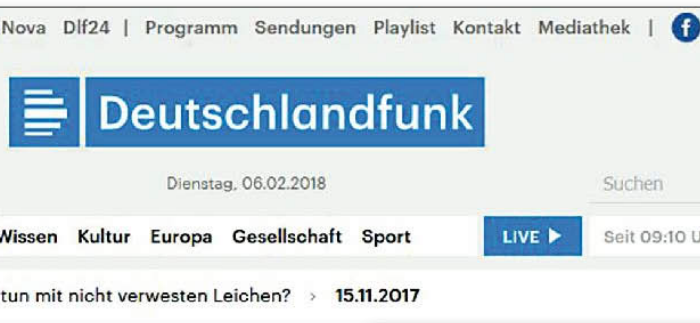 Nova Dlf24 | Programm Sendungen Playlist Kontakt Mediathek |
Deutschlandfunk
Dienstag, 06.02.2018
Suchen
Wissen Kultur Europa Gesellschaft Sport LIVE Seit 09:10 U
tun mit nicht verwesten Leichen? > 15.11.2017